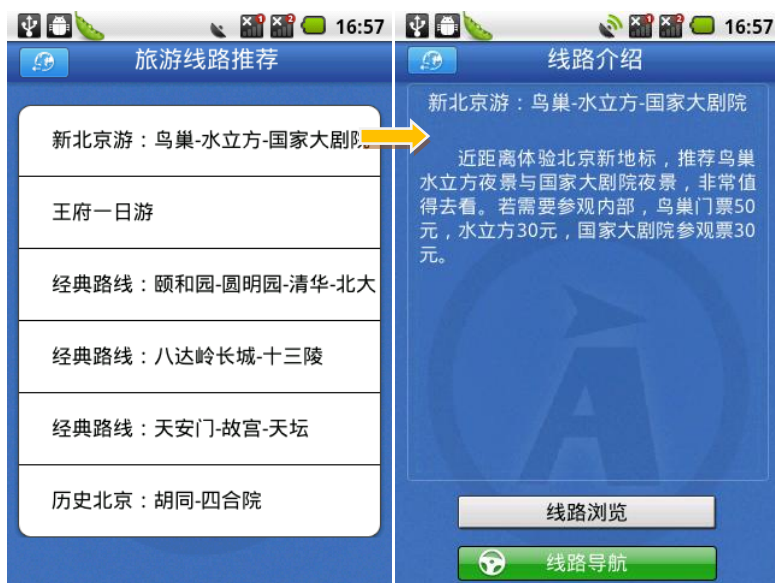 16:57
旅游线路推荐
新北京游：鸟巢-水立方-国家大剧院
王府一日游
经典路线：颐和园-圆明园-清华-北大
经典路线：八达岭长城-十三陵
经典路线：天安门-故宫-天坛
历史北京：胡同-四合院
16:57
线路介绍
新北京游：鸟巢-水立方-国家大剧院
近距离体验北京新地标，推荐鸟巢
水立方夜景与国家大剧院夜景，非常值
得去看。若需要参观内部，鸟巢门票50
元，水立方30元，国家大剧院参观票30
元。
线路浏览
线路导航